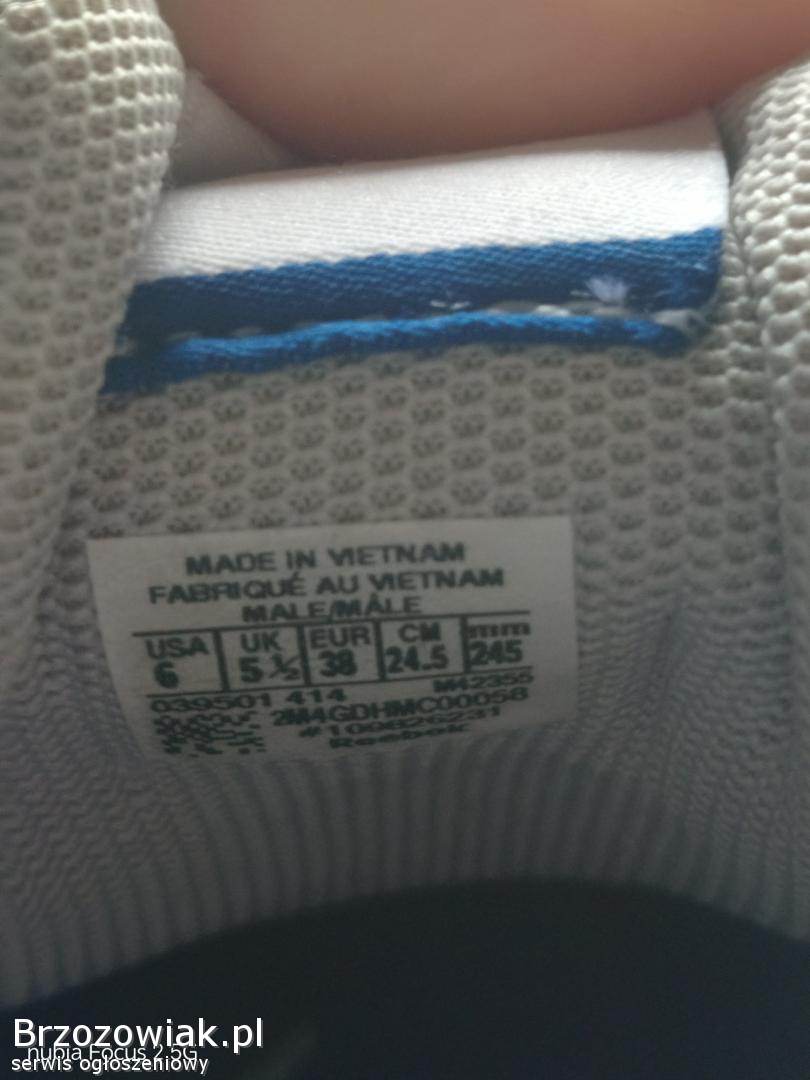 MADE IN VIETNAM
FABRIQUÉ AU VIETNAM
MALE/MÂLE
USA UK EUR CM mm
6 5 ½ 38 24.5 245
039501 414 M42355
2M4GDHMC00058
#109826231
Reebok
Brzozowiak.pl
nubia Focus 2 5G
serwis ogłoszeniowy